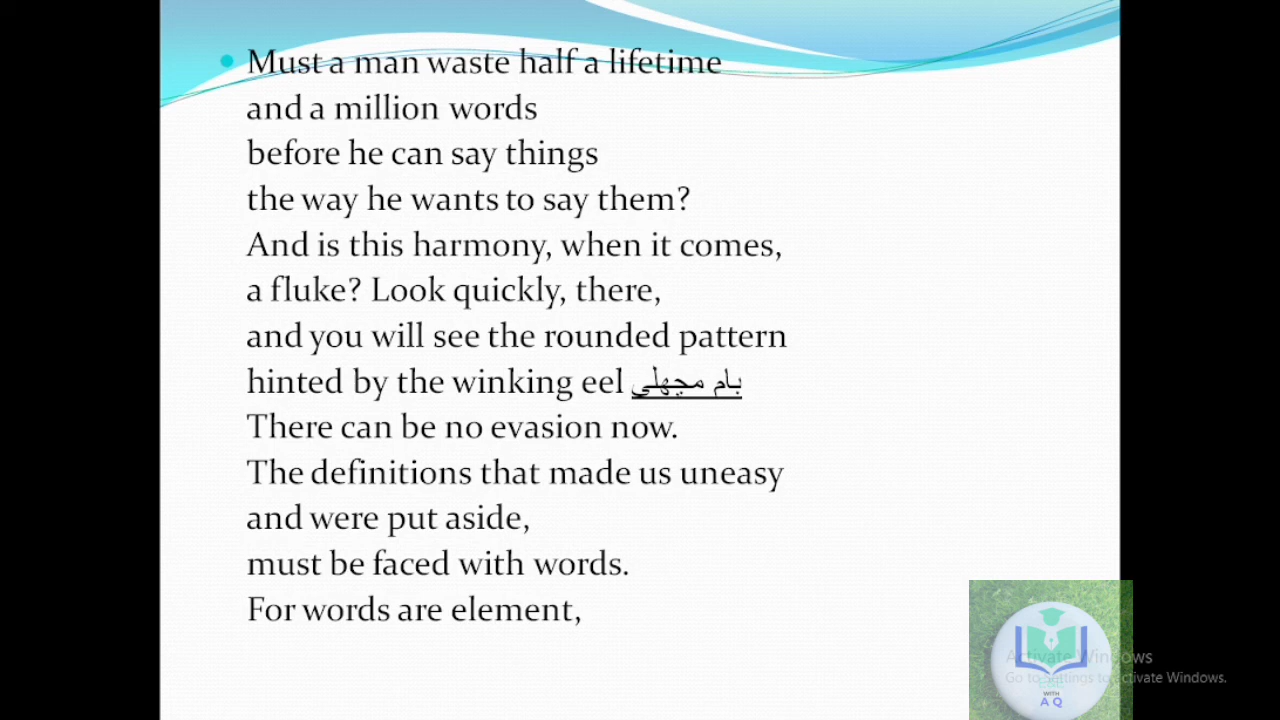 Must a man waste half a lifetime
and a million words
before he can say things
the way he wants to say them?
And is this harmony, when it comes,
a fluke? Look quickly, there,
and you will see the rounded pattern
hinted by the winking eel بام مچھلی
There can be no evasion now.
The definitions that made us uneasy
and were put aside,
must be faced with words.
For words are element,
Activate Windows
Go to Settings to activate Windows.
WITH
A Q